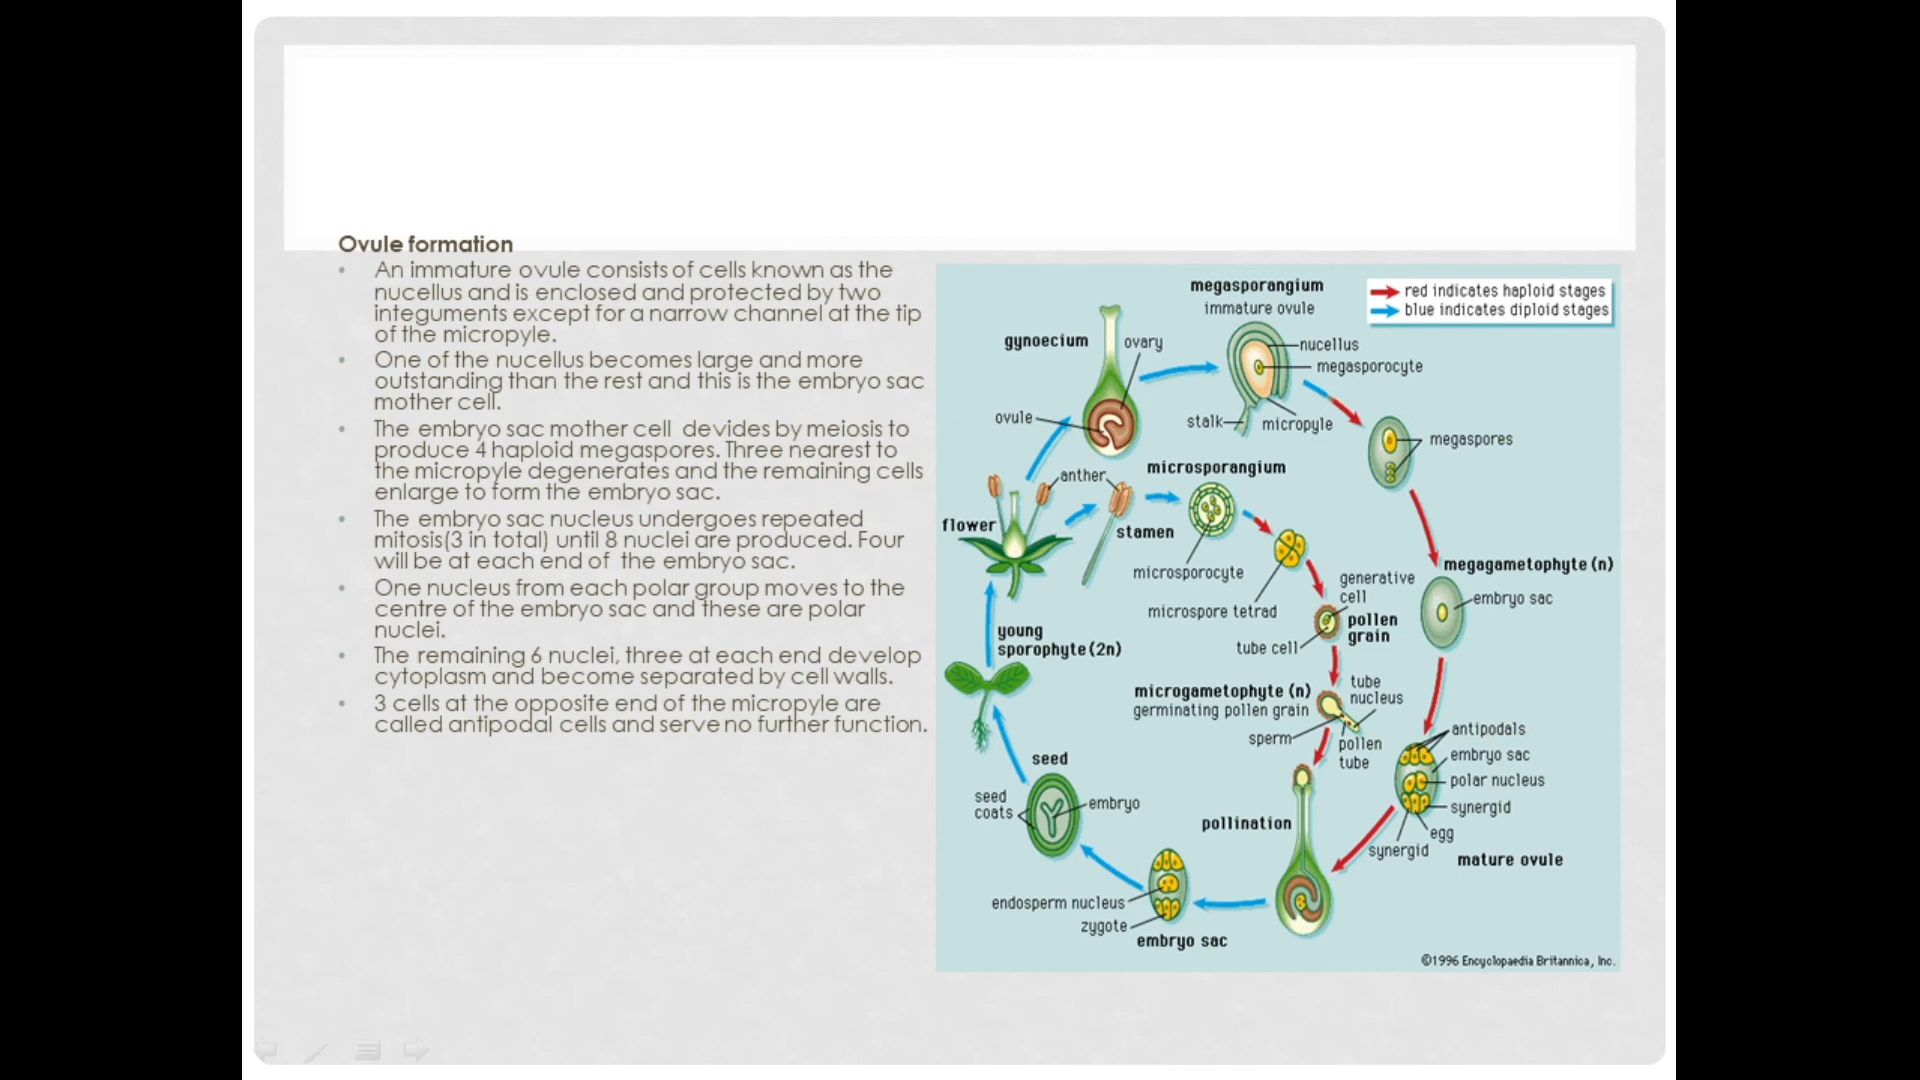 Ovule formation
• An immature ovule consists of cells known as the
nucellus and is enclosed and protected by two
integuments except for a narrow channel at the tip
of the micropyle.
• One of the nucellus becomes large and more
outstanding than the rest and this is the embryo sac
mother cell.
• The embryo sac mother cell devides by meiosis to
produce 4 haploid megaspores. Three nearest to
the micropyle degenerates and the remaining cells
enlarge to form the embryo sac.
• The embryo sac nucleus undergoes repeated
mitosis(3 in total) until 8 nuclei are produced. Four
will be at each end of the embryo sac.
• One nucleus from each polar group moves to the
centre of the embryo sac and these are polar
nuclei.
• The remaining 6 nuclei, three at each end develop
cytoplasm and become separated by cell walls.
• 3 cells at the opposite end of the micropyle are
called antipodal cells and serve no further function.
red indicates haploid stages
blue indicates diploid stages
megasporangium
immature ovule
gynoecium
ovary
nucellus
megasporocyte
ovule
stalk
micropyle
megaspores
anther
microsporangium
flower
stamen
microsporocyte
microspore tetrad
generative
cell
pollen
grain
tube cell
megagametophyte (n)
embryo sac
young
sporophyte (2n)
microgametophyte (n)
germinating pollen grain
tube
nucleus
sperm
pollen
tube
antipodals
embryo sac
polar nucleus
synergid
egg
synergid
mature ovule
seed
seed
coats
embryo
pollination
endosperm nucleus
zygote
embryo sac
©1996 Encyclopaedia Britannica, Inc.